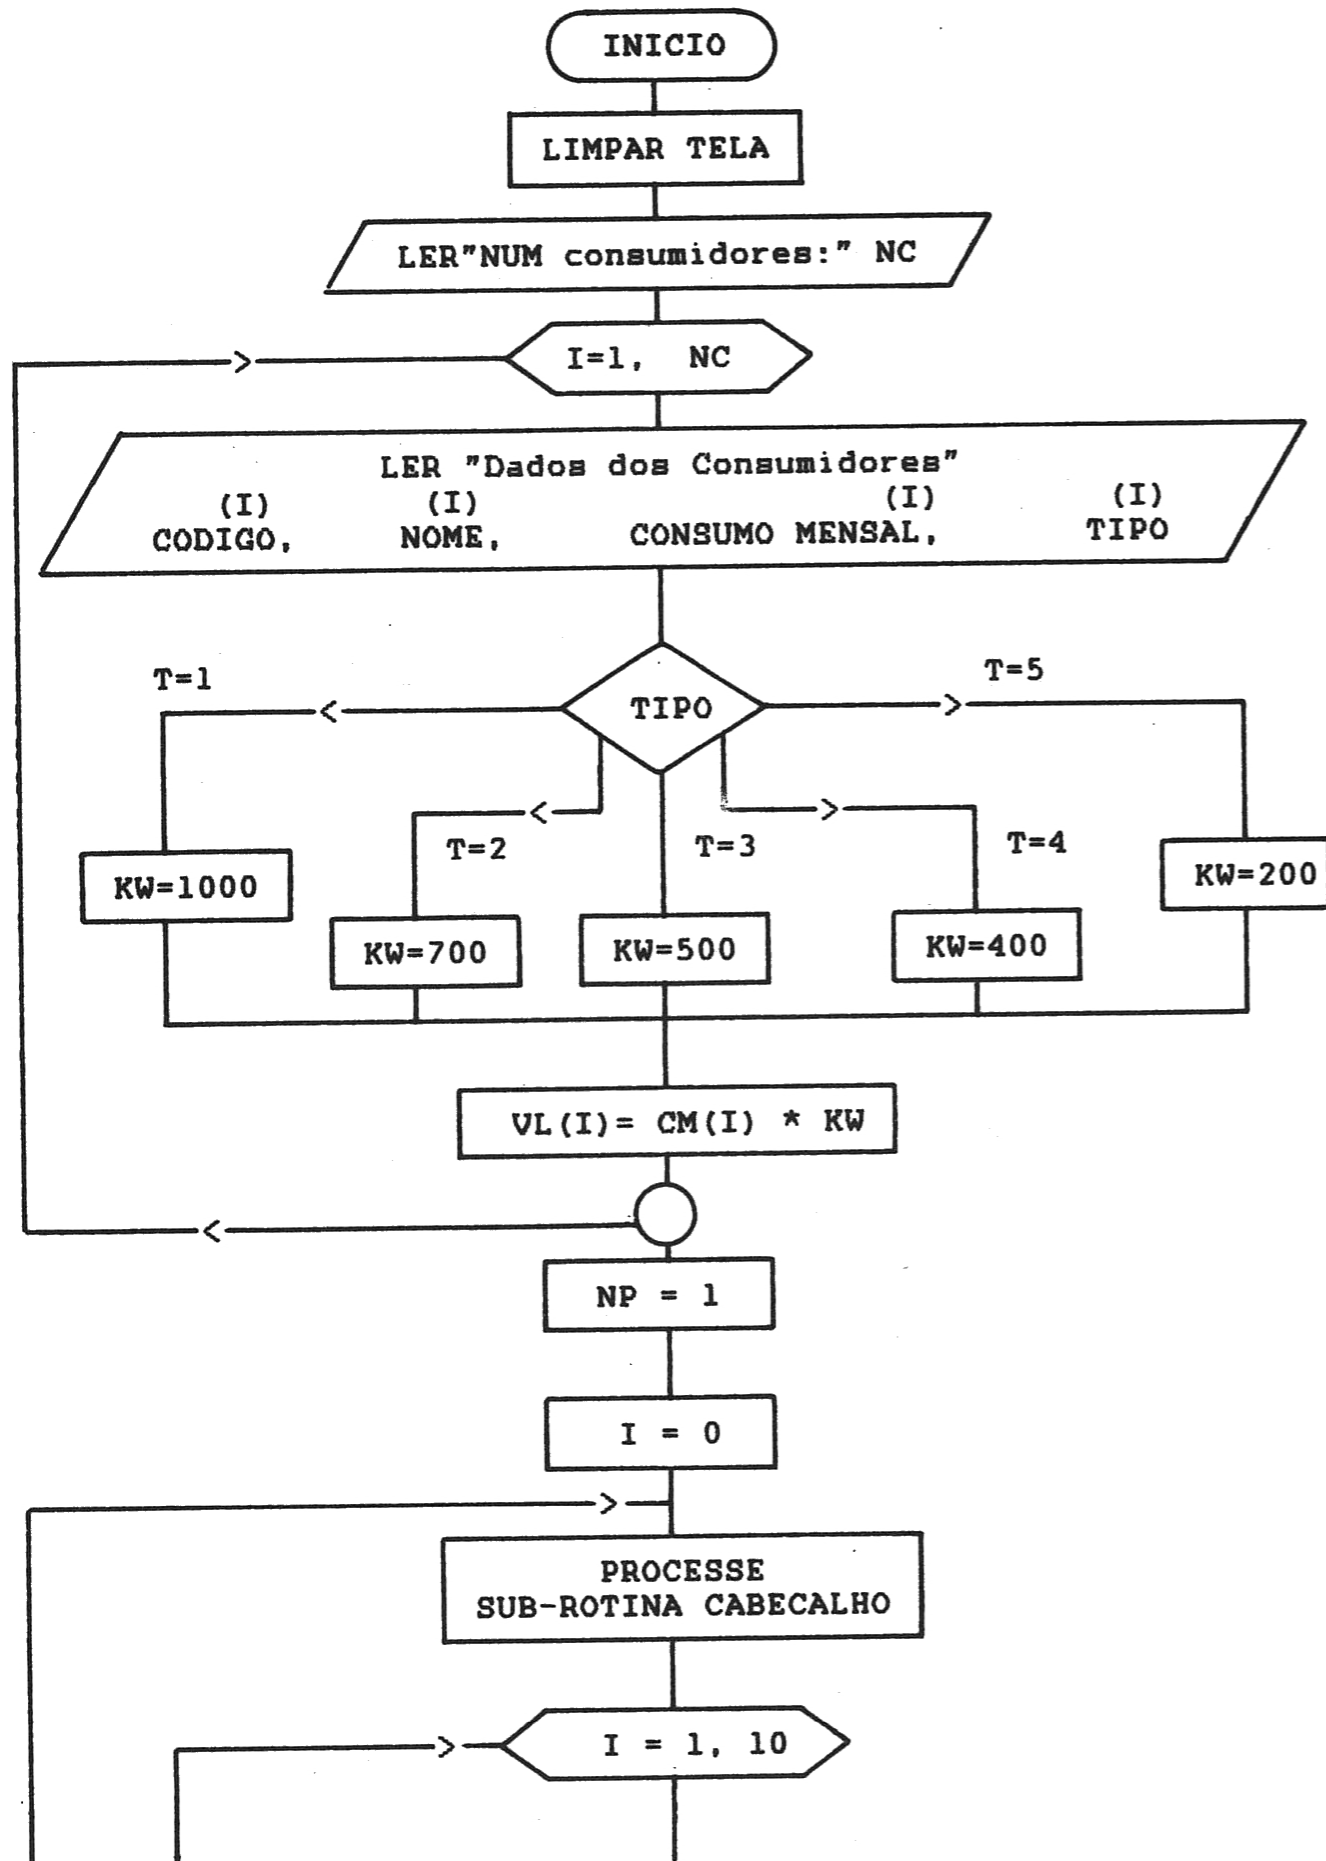 INICIO
LIMPAR TELA
LER"NUM consumidores:" NC
I=1, NC
LER "Dados dos Consumidores"
(I) (I) (I) (I)
CODIGO, NOME, CONSUMO MENSAL, TIPO
T=1
TIPO
T=5
T=2
T=3
T=4
KW=1000
KW=700
KW=500
KW=400
KW=200
VL(I)= CM(I) * KW
NP = 1
I = 0
PROCESSE
SUB-ROTINA CABECALHO
I = 1, 10